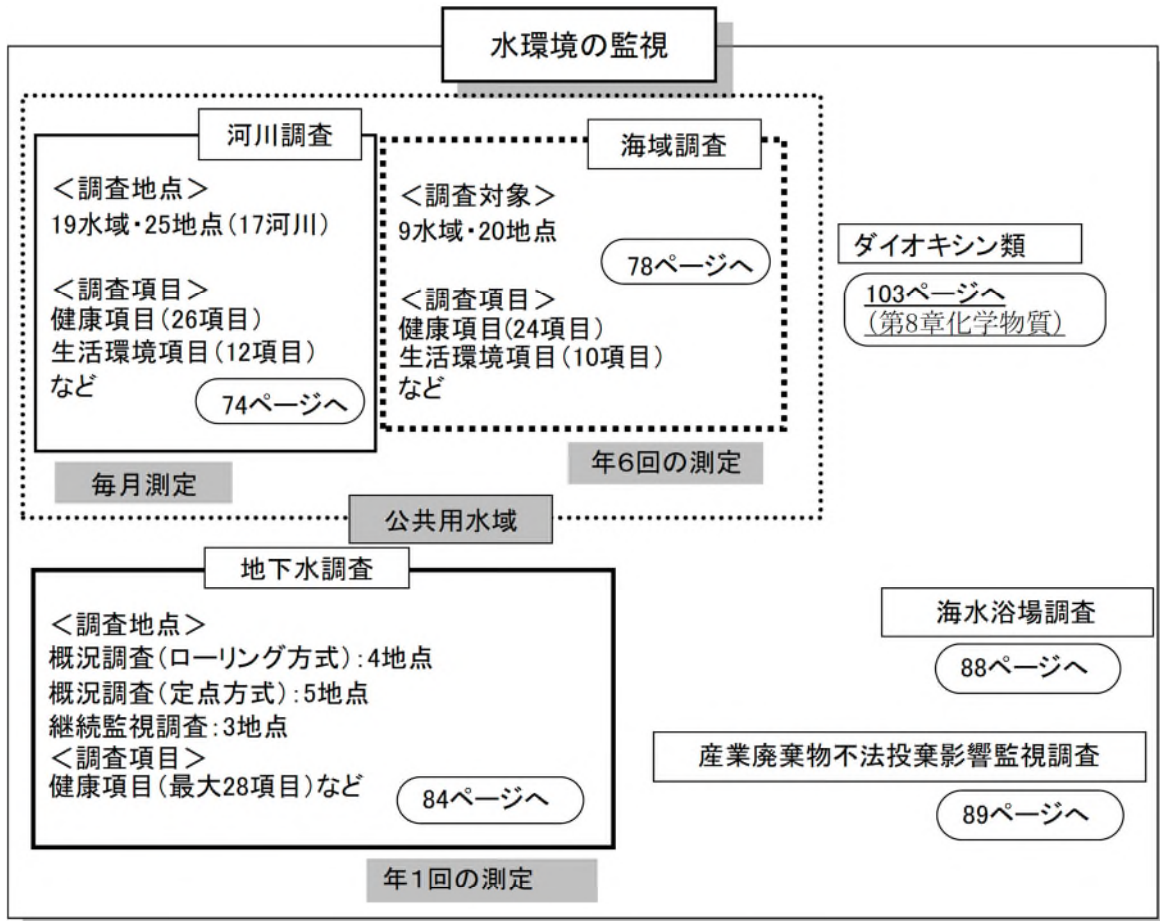 水環境の監視
河川調査
<調査地点>
19水域・25地点(17河川)
<調査項目>
健康項目(26項目)
生活環境項目(12項目)
など
74ページへ
毎月測定
海域調査
<調査対象>
9水域・20地点
78ページへ
<調査項目>
健康項目(24項目)
生活環境項目(10項目)
など
年6回の測定
公共用水域
ダイオキシン類
103ページへ
(第8章化学物質)
地下水調査
<調査地点>
概況調査(ローリング方式):4地点
概況調査(定点方式):5地点
継続監視調査:3地点
<調査項目>
健康項目(最大28項目)など
84ページへ
年1回の測定
海水浴場調査
88ページへ
産業廃棄物不法投棄影響監視調査
89ページへ